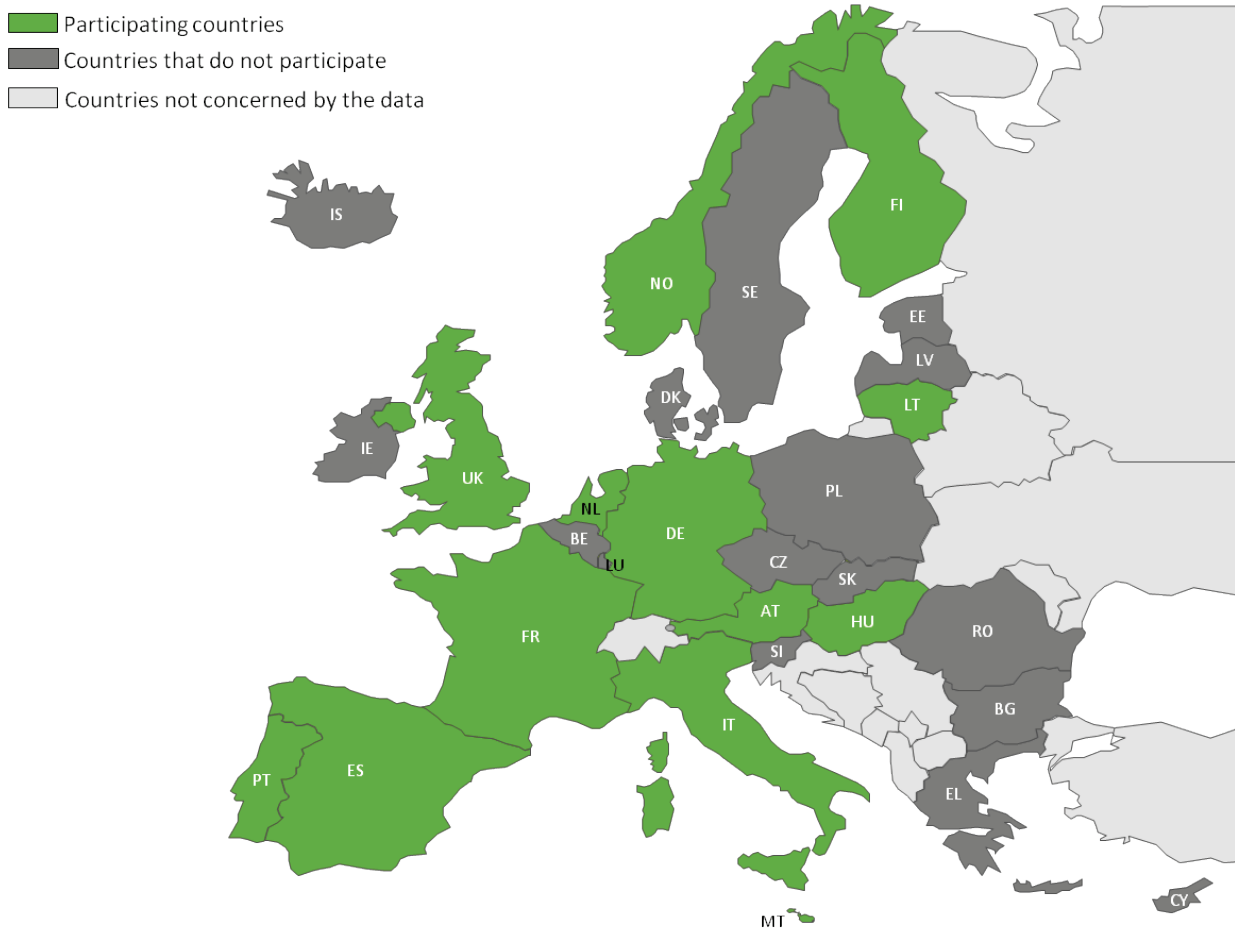 Participating countries
Countries that do not participate
Countries not concerned by the data
IS
FI
NO
SE
EE
LV
DK
LT
IE
UK
PL
NL
DE
BE
CZ
LU
SK
AT
HU
FR
RO
SI
BG
IT
ES
PT
EL
CY
MT